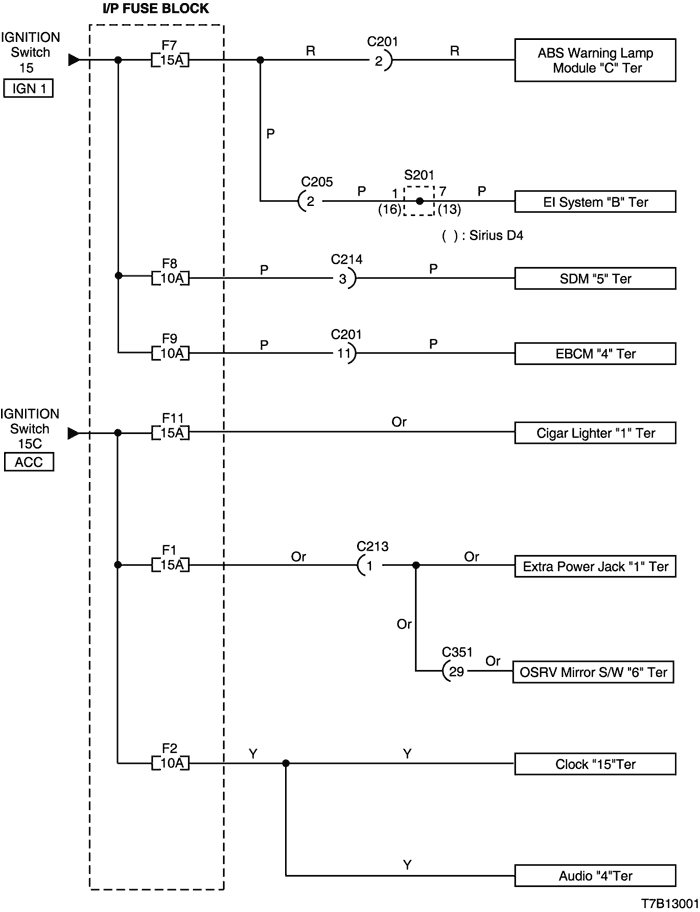 I/P FUSE BLOCK
IGNITION
Switch
15
IGN 1
F7
15A
R
C201
2
R
ABS Warning Lamp
Module "C" Ter
P
C205
2
P
1
(16)
S201
7
(13)
P
EI System "B" Ter
( ) : Sirius D4
F8
10A
P
C214
3
P
SDM "5" Ter
F9
10A
P
C201
11
P
EBCM "4" Ter
IGNITION
Switch
15C
ACC
F11
15A
Or
Cigar Lighter "1" Ter
F1
15A
Or
C213
1
Or
Extra Power Jack "1" Ter
Or
C351
29
Or
OSRV Mirror S/W "6" Ter
F2
10A
Y
Y
Clock "15"Ter
Y
Audio "4"Ter
T7B13001